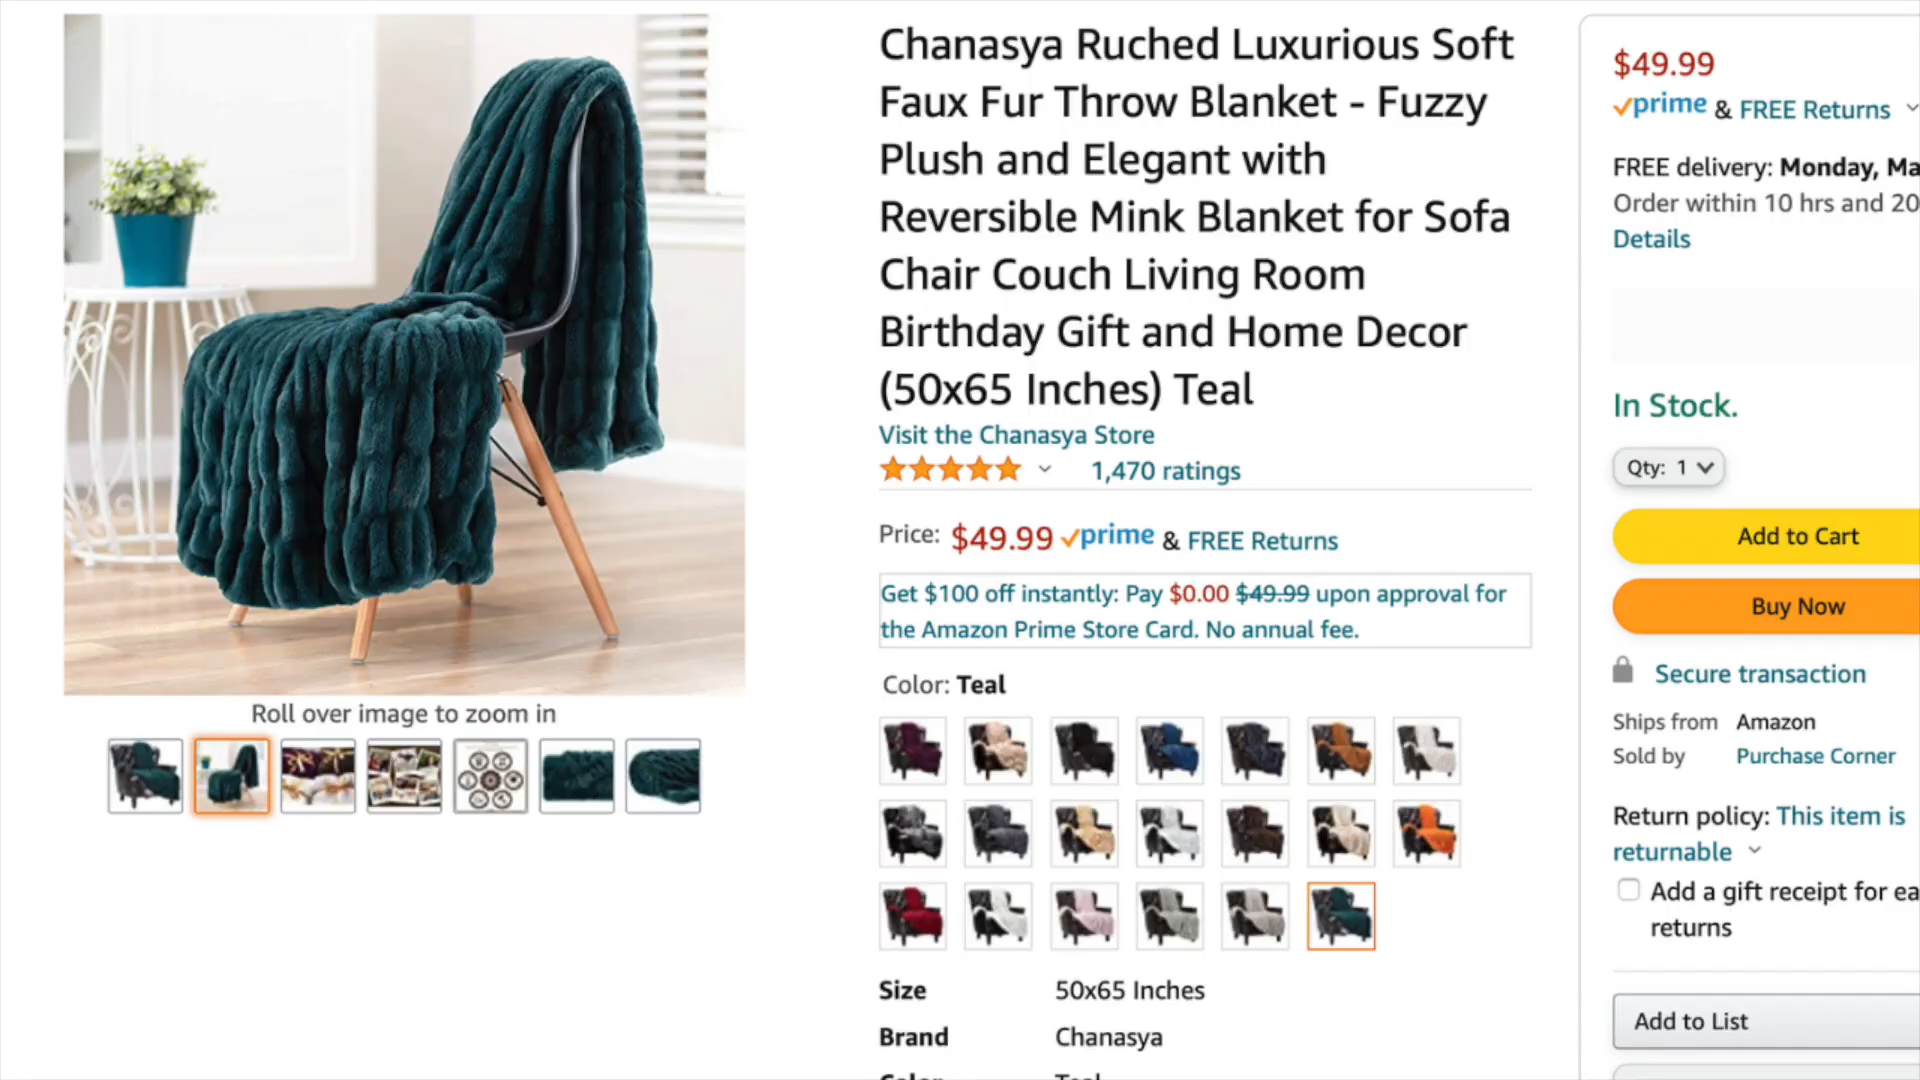 Chanasya Ruched Luxurious Soft
Faux Fur Throw Blanket - Fuzzy
Plush and Elegant with
Reversible Mink Blanket for Sofa
Chair Couch Living Room
Birthday Gift and Home Decor
(50x65 Inches) Teal
Visit the Chanasya Store
1,470 ratings
Price: $49.99 prime & FREE Returns
Get $100 off instantly: Pay $0.00 $49.99 upon approval for
the Amazon Prime Store Card. No annual fee.
Color: Teal
Size 50x65 Inches
Brand Chanasya
Roll over image to zoom in
$49.99
prime & FREE Returns
FREE delivery: Monday, Ma
Order within 10 hrs and 20
Details
In Stock.
Qty: 1
Add to Cart
Buy Now
Secure transaction
Ships from Amazon
Sold by Purchase Corner
Return policy: This item is
returnable
Add a gift receipt for ea
returns
Add to List